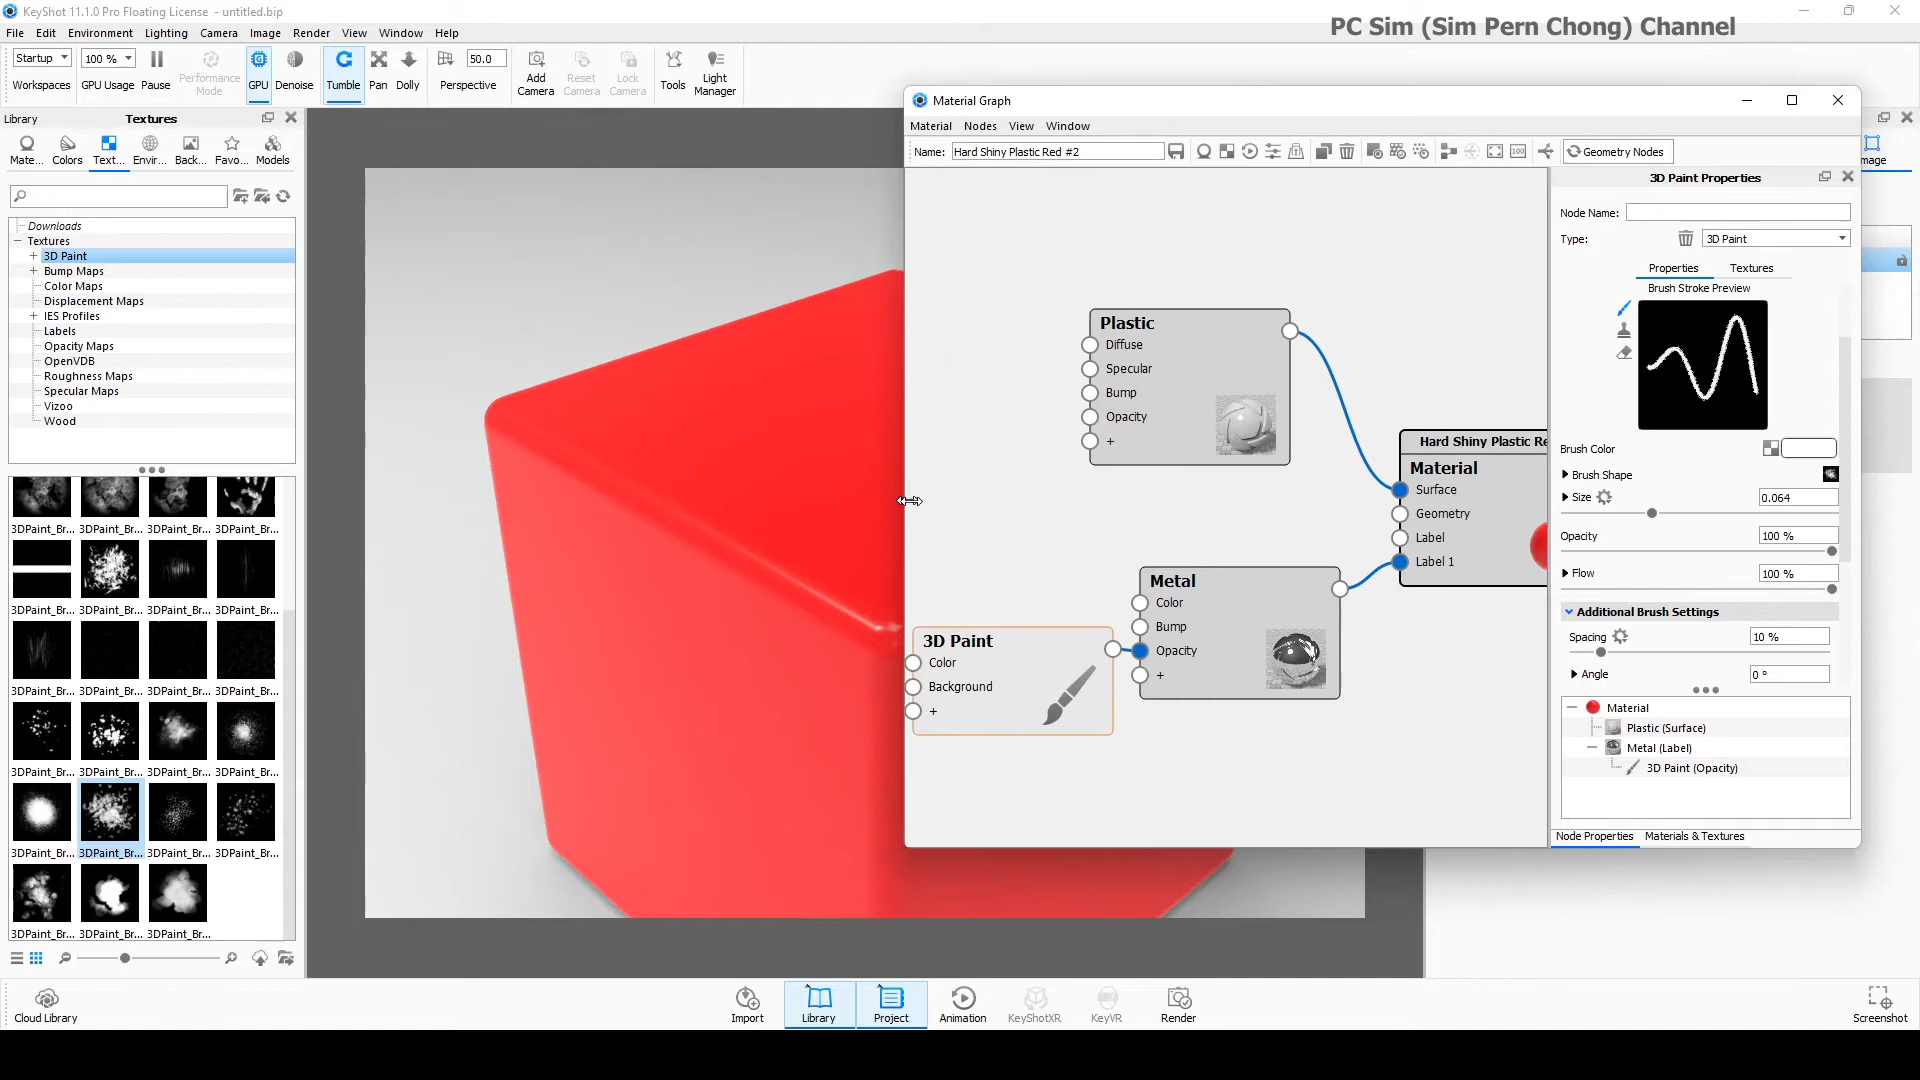 KeyShot 11.1.0 Pro Floating License - untitled.bip
PC Sim (Sim Pern Chong) Channel
File Edit Environment Lighting Camera Image Render View Window Help
Startup 100 % 50.0
Workspaces GPU Usage Pause Performance Mode GPU Denoise Tumble Pan Dolly Perspective Add Camera Reset Camera Lock Camera Tools Light Manager
Library Textures
Mate... Colors Text... Envir... Back... Favo... Models
Downloads
Textures
3D Paint
Bump Maps
Color Maps
Displacement Maps
IES Profiles
Labels
Opacity Maps
OpenVDB
Roughness Maps
Specular Maps
Vizoo
Wood
3DPaint_Br... 3DPaint_Br... 3DPaint_Br... 3DPaint_Br...
3DPaint_Br... 3DPaint_Br... 3DPaint_Br... 3DPaint_Br...
3DPaint_Br... 3DPaint_Br... 3DPaint_Br... 3DPaint_Br...
3DPaint_Br... 3DPaint_Br... 3DPaint_Br... 3DPaint_Br...
3DPaint_Br... 3DPaint_Br... 3DPaint_Br... 3DPaint_Br...
3DPaint_Br... 3DPaint_Br... 3DPaint_Br...
Material Graph
Material Nodes View Window
Name: Hard Shiny Plastic Red #2
100
Geometry Nodes
Plastic
Diffuse
Specular
Bump
Opacity
+
Hard Shiny Plastic Re
Material
Surface
Geometry
Label
Label 1
Metal
Color
Bump
Opacity
+
3D Paint
Color
Background
+
3D Paint Properties
Node Name:
Type: 3D Paint
Properties Textures
Brush Stroke Preview
Brush Color
Brush Shape
Size 0.064
Opacity 100 %
Flow 100 %
Additional Brush Settings
Spacing 10 %
Angle 0 °
Material
Plastic (Surface)
Metal (Label)
3D Paint (Opacity)
Node Properties Materials & Textures
mage
Cloud Library Import Library Project Animation KeyShotXR KeyVR Render Screenshot